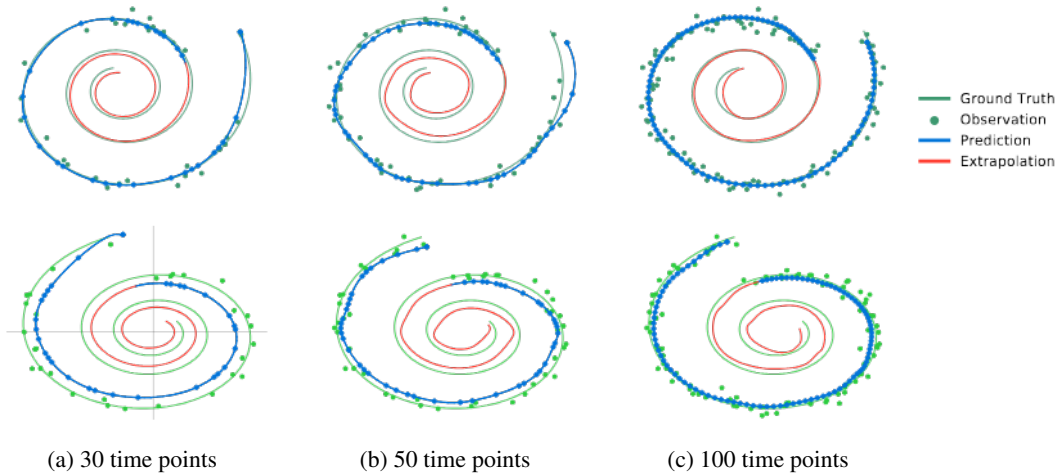 Ground Truth
Observation
Prediction
Extrapolation
(a) 30 time points
(b) 50 time points
(c) 100 time points